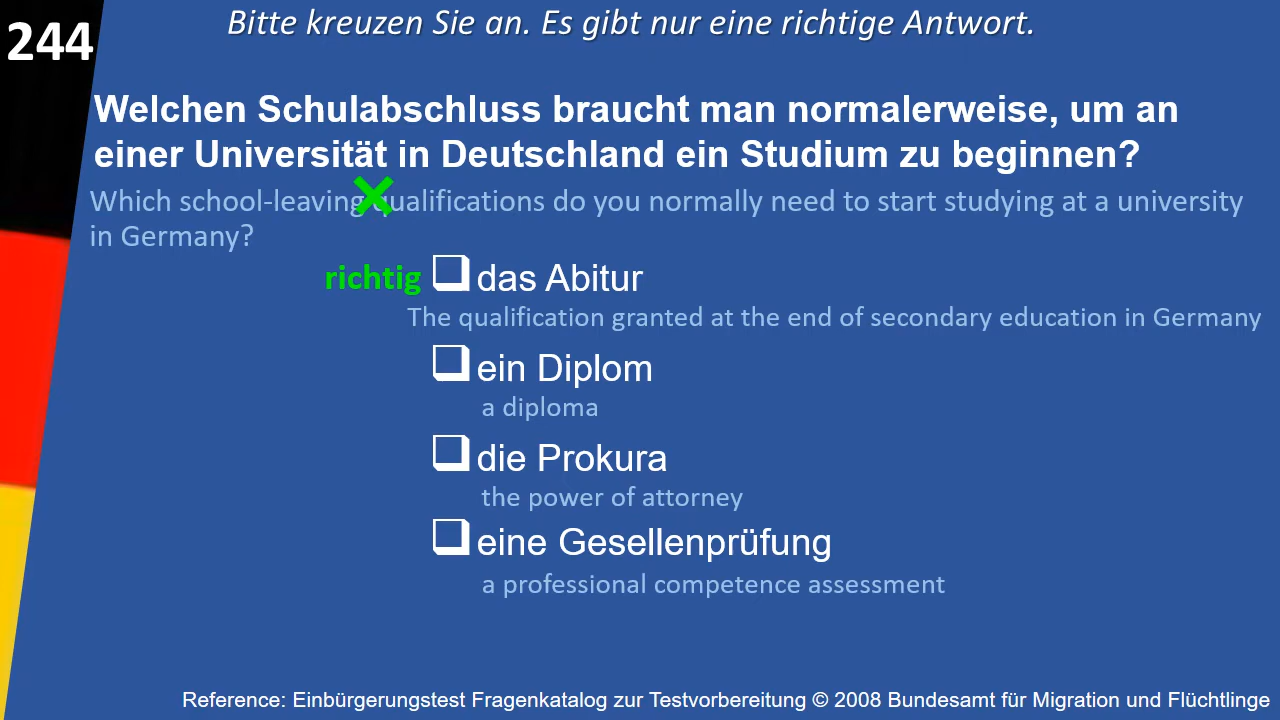 244
Bitte kreuzen Sie an. Es gibt nur eine richtige Antwort.
Welchen Schulabschluss braucht man normalerweise, um an
einer Universität in Deutschland ein Studium zu beginnen?
Which school-leaving qualifications do you normally need to start studying at a university
in Germany?
richtig das Abitur
The qualification granted at the end of secondary education in Germany
ein Diplom
a diploma
die Prokura
the power of attorney
eine Gesellenprüfung
a professional competence assessment
Reference: Einbürgerungstest Fragenkatalog zur Testvorbereitung © 2008 Bundesamt für Migration und Flüchtlinge